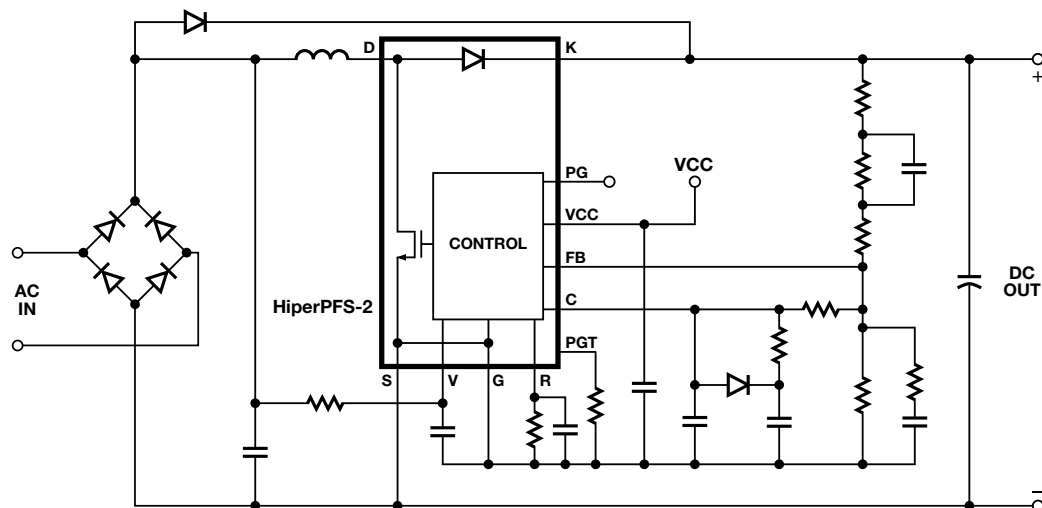 D
K
PG
VCC
VCC
CONTROL
FB
AC
IN
HiperPFS-2
C
DC
OUT
PGT
S
V
G
R
+
−